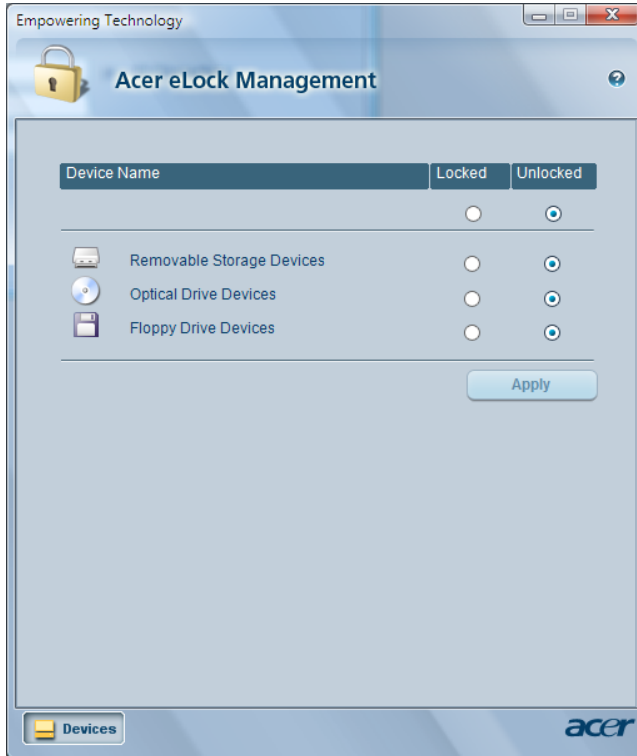 Empowering Technology
Acer eLock Management
Device Name Locked Unlocked
Removable Storage Devices
Optical Drive Devices
Floppy Drive Devices
Apply
Devices
acer